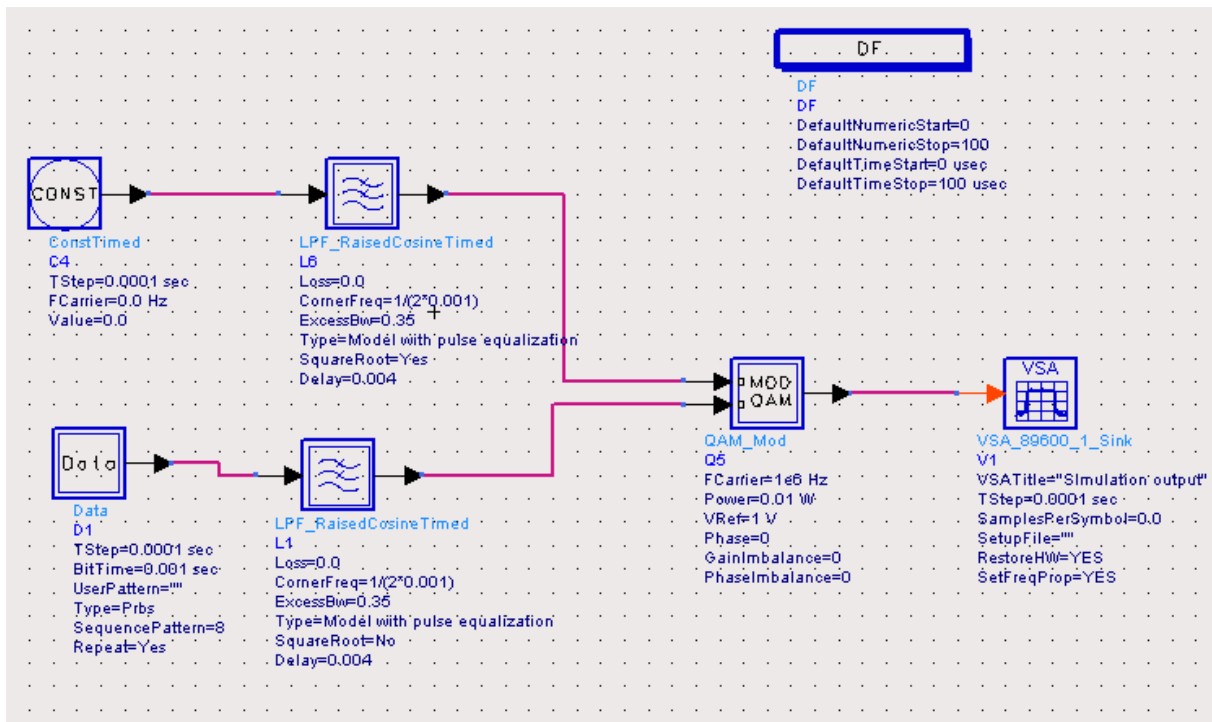 DF
DF
DF
DefaultNumericStart=0
DefaultNumericStop=100
DefaultTimeStart=0 usec
DefaultTimeStop=100 usec
CONST
ConstTimed
C4
TStep=0.0001 sec
FCarrier=0.0 Hz
Value=0.0
LPF_RaisedCosineTimed
L6
Loss=0.0
CornerFreq=1/(2*0.001)
ExcessBw=0.35
Type=Model with pulse equalization
SquareRoot=Yes
Delay=0.004
Data
Data
D1
TStep=0.0001 sec
BitTime=0.001 sec
UserPattern=""
Type=Prbs
SequencePattern=8
Repeat=Yes
LPF_RaisedCosineTimed
L1
Loss=0.0
CornerFreq=1/(2*0.001)
ExcessBw=0.35
Type=Model with pulse equalization
SquareRoot=No
Delay=0.004
MOD
QAM
QAM_Mod
Q5
FCarrier=1e6 Hz
Power=0.01 W
VRef=1 V
Phase=0
GainImbalance=0
PhaseImbalance=0
VSA
VSA_89600_1_Sink
V1
VSATitle="SImulation output"
TStep=0.0001 sec
SamplesPerSymbol=0.0
SetupFile=""
RestoreHW=YES
SetFreqProp=YES